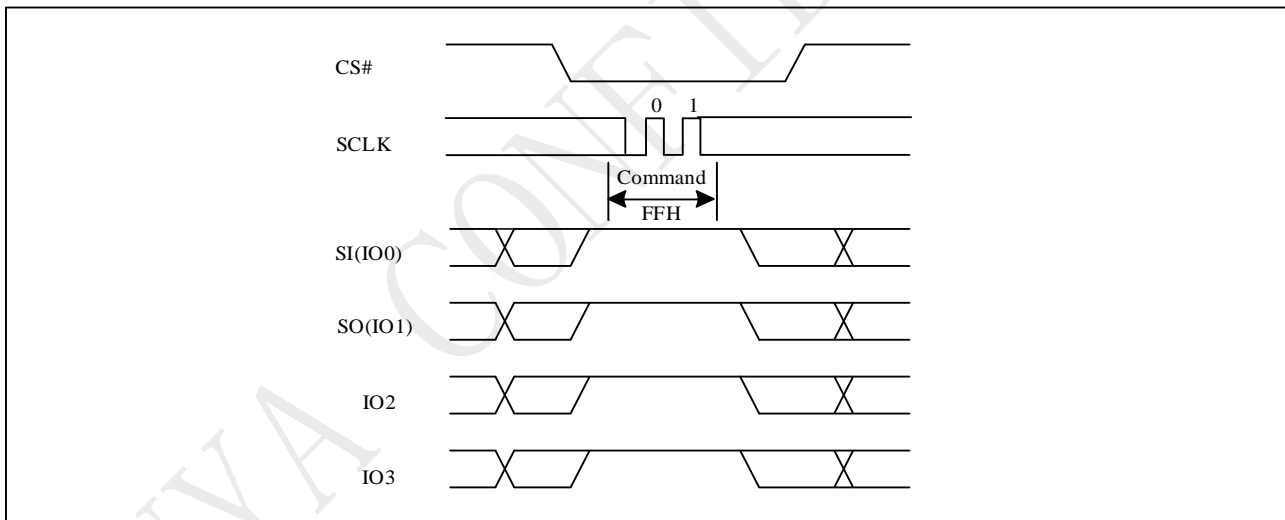 CS#
0 1
SCLK
Command
FFH
SI(IO0)
SO(IO1)
IO2
IO3